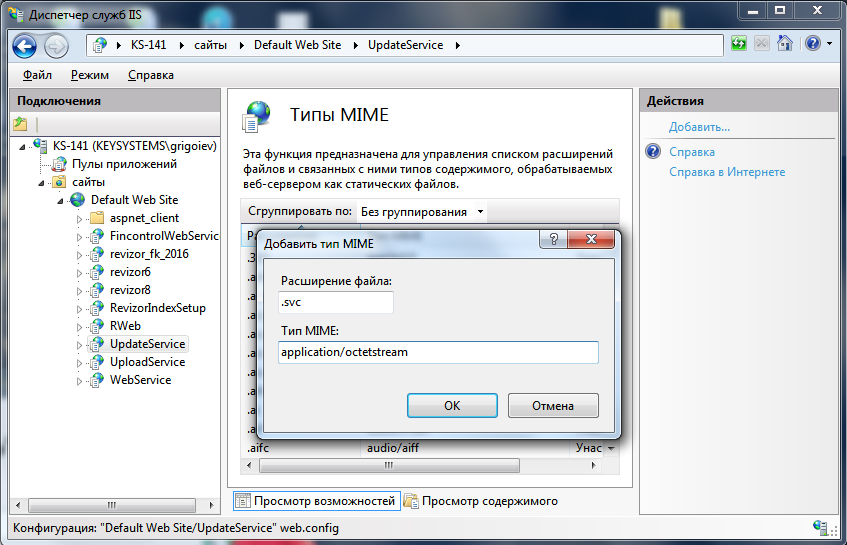 Диспетчер служб IIS
KS-141 сайты Default Web Site UpdateService
Файл Режим Справка
Подключения
KS-141 (KEYSYSTEMS\grigoiev)
Пулы приложений
сайты
Default Web Site
aspnet_client
FincontrolWebServic
revizor_fk_2016
revizor6
revizor8
RevizorIndexSetup
RWeb
UpdateService
UploadService
WebService
Типы MIME
Эта функция предназначена для управления списком расширений
файлов и связанных с ними типов содержимого, обрабатываемых
веб-сервером как статических файлов.
Сгруппировать по: Без группирования
Добавить тип MIME
Расширение файла:
.svc
Тип MIME:
application/octetstream
OK Отмена
.aifc audio/aiff Унас
Просмотр возможностей Просмотр содержимого
Действия
Добавить...
Справка
Справка в Интернете
Конфигурация: "Default Web Site/UpdateService" web.config